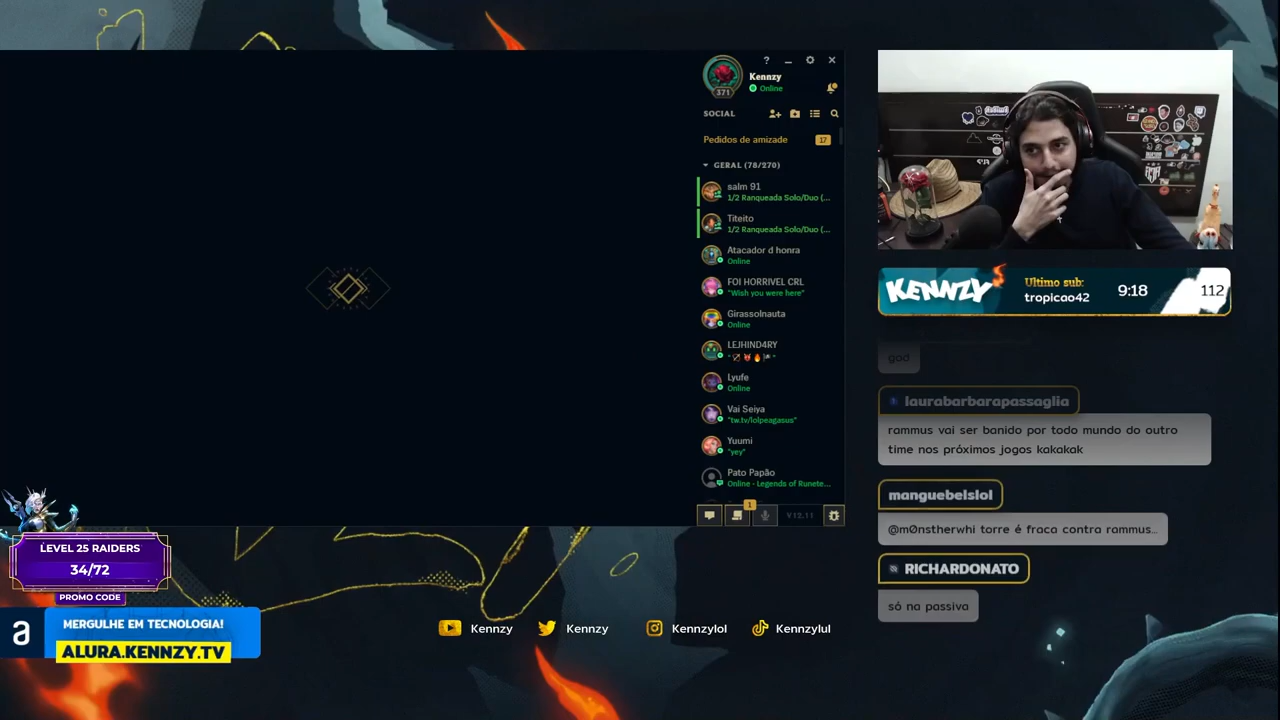 ?
371
Kennzy
Online
SOCIAL
Pedidos de amizade
17
GERAL (78/270)
salm 91
1/2 Ranqueada Solo/Duo (...
Titeito
1/2 Ranqueada Solo/Duo (...
Atacador d honra
Online
FOI HORRIVEL CRL
"Wish you were here"
Girassolnauta
Online
LEJHIND4RY
Lyufe
Online
Vai Seiya
"tw.tv/lolpeagasus"
Yuumi
"yey"
Pato Papão
Online - Legends of Runete...
1
V12.11
KENNZY
Ultimo sub:
tropicao42
9:18
112
god
laurabarbarapassaglia
rammus vai ser banido por todo mundo do outro
time nos próximos jogos kakakak
manguebelslol
@m0nstherwhi torre é fraca contra rammus...
RICHARDONATO
só na passiva
LEVEL 25 RAIDERS
34/72
PROMO CODE
a
MERGULHE EM TECNOLOGIA!
ALURA.KENNZY.TV
Kennzy
Kennzy
Kennzylol
Kennzylul